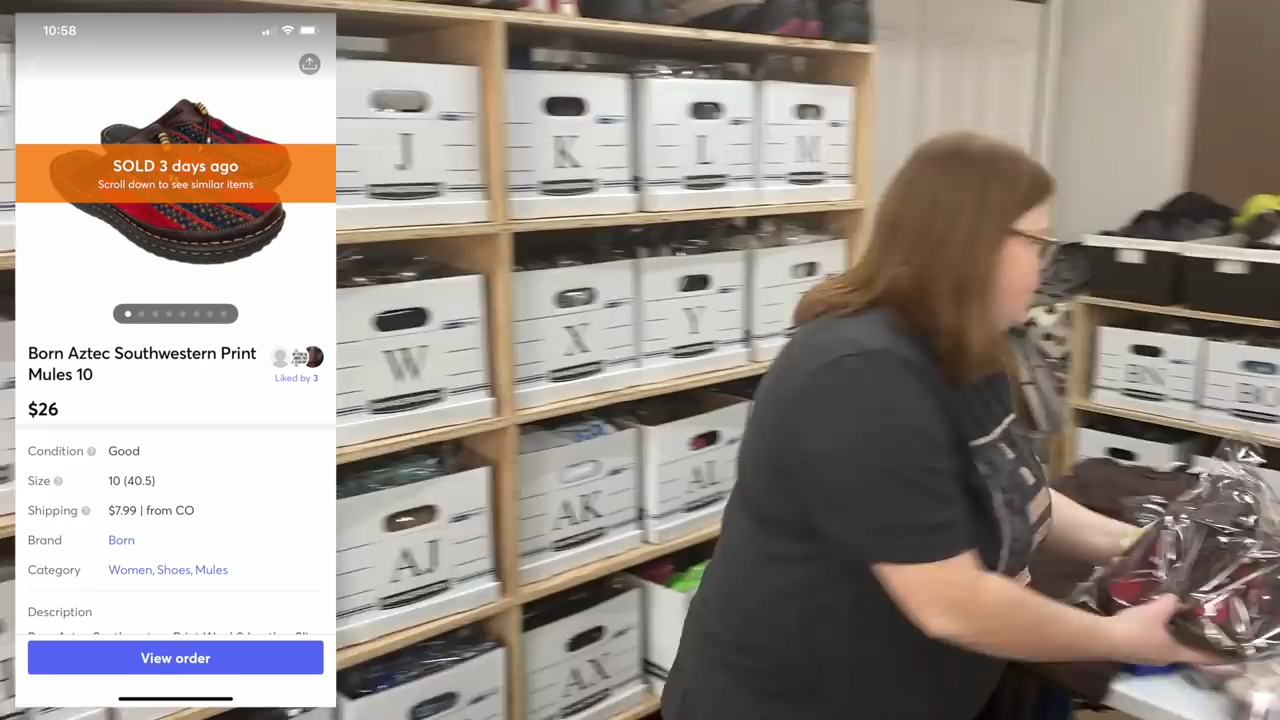 10:58
SOLD 3 days ago
Scroll down to see similar items
Born Aztec Southwestern Print
Mules 10
Liked by 3
$26
Condition
Good
Size
10 (40.5)
Shipping
$7.99 | from CO
Brand
Born
Category
Women, Shoes, Mules
Description
View order
J
K
L
M
W
X
Y
AJ
AK
AL
AX
BN